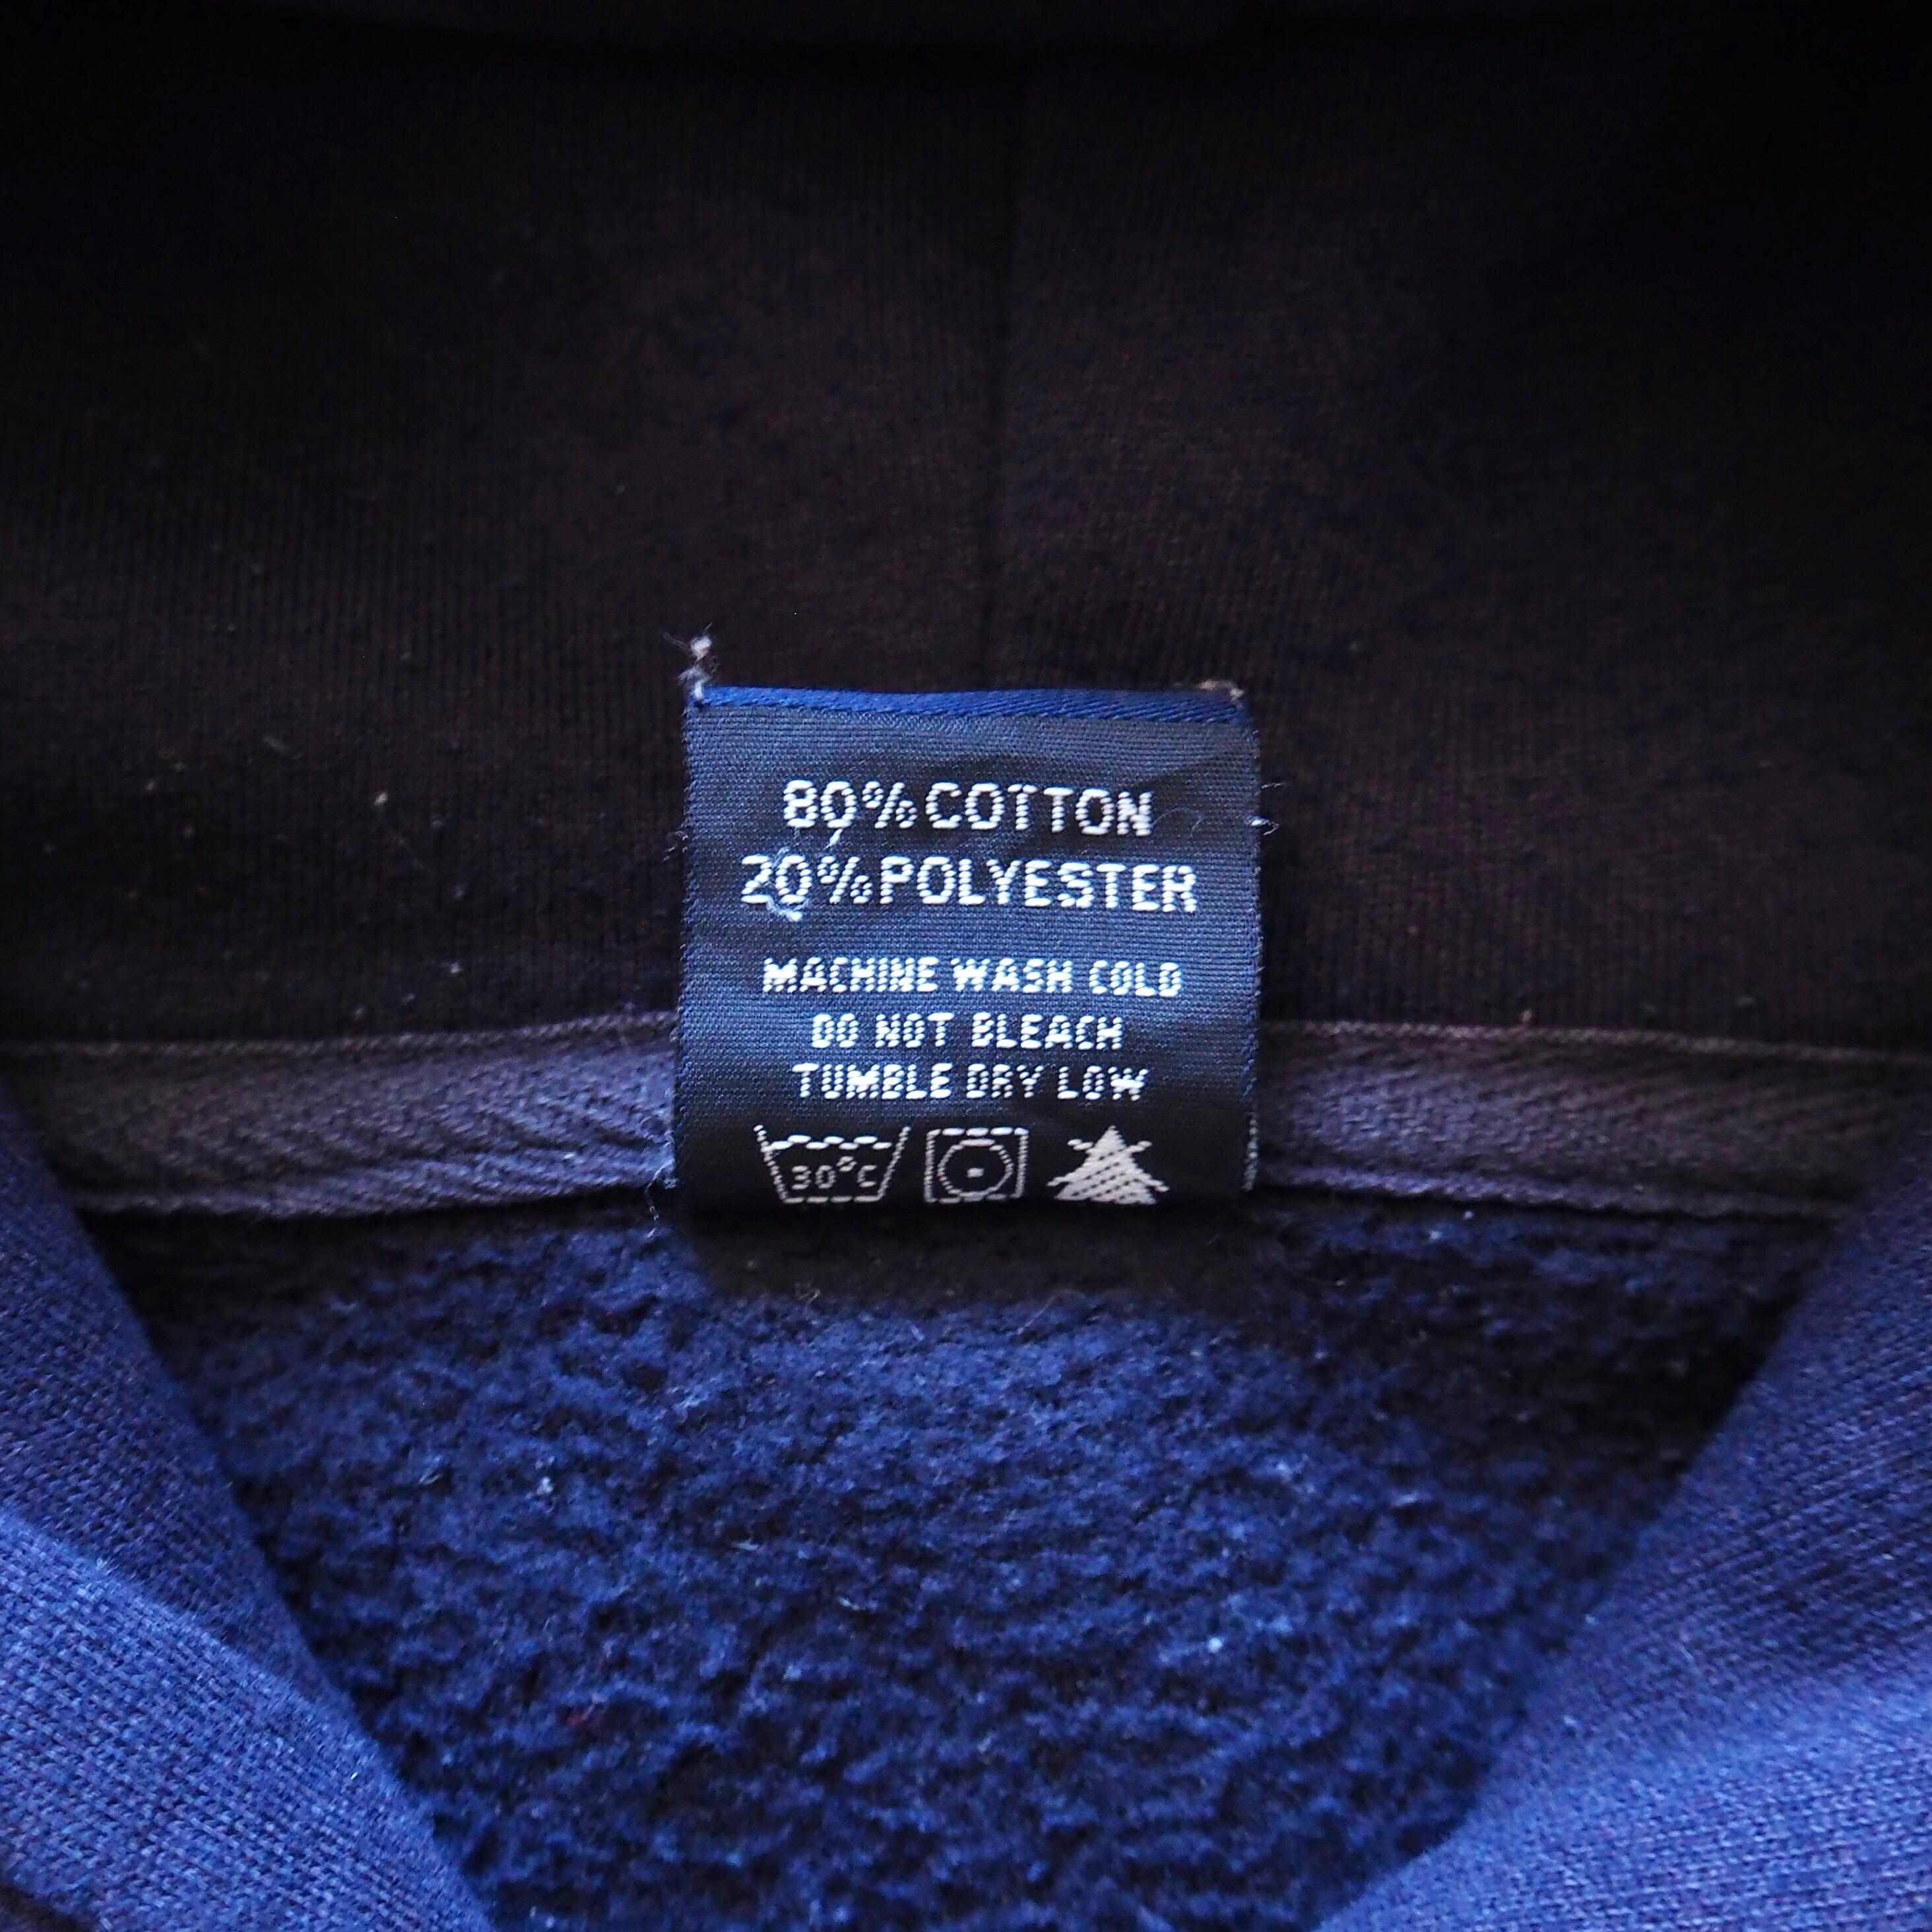 80% COTTON
20% POLYESTER
MACHINE WASH COLD
DO NOT BLEACH
TUMBLE DRY LOW
30°C